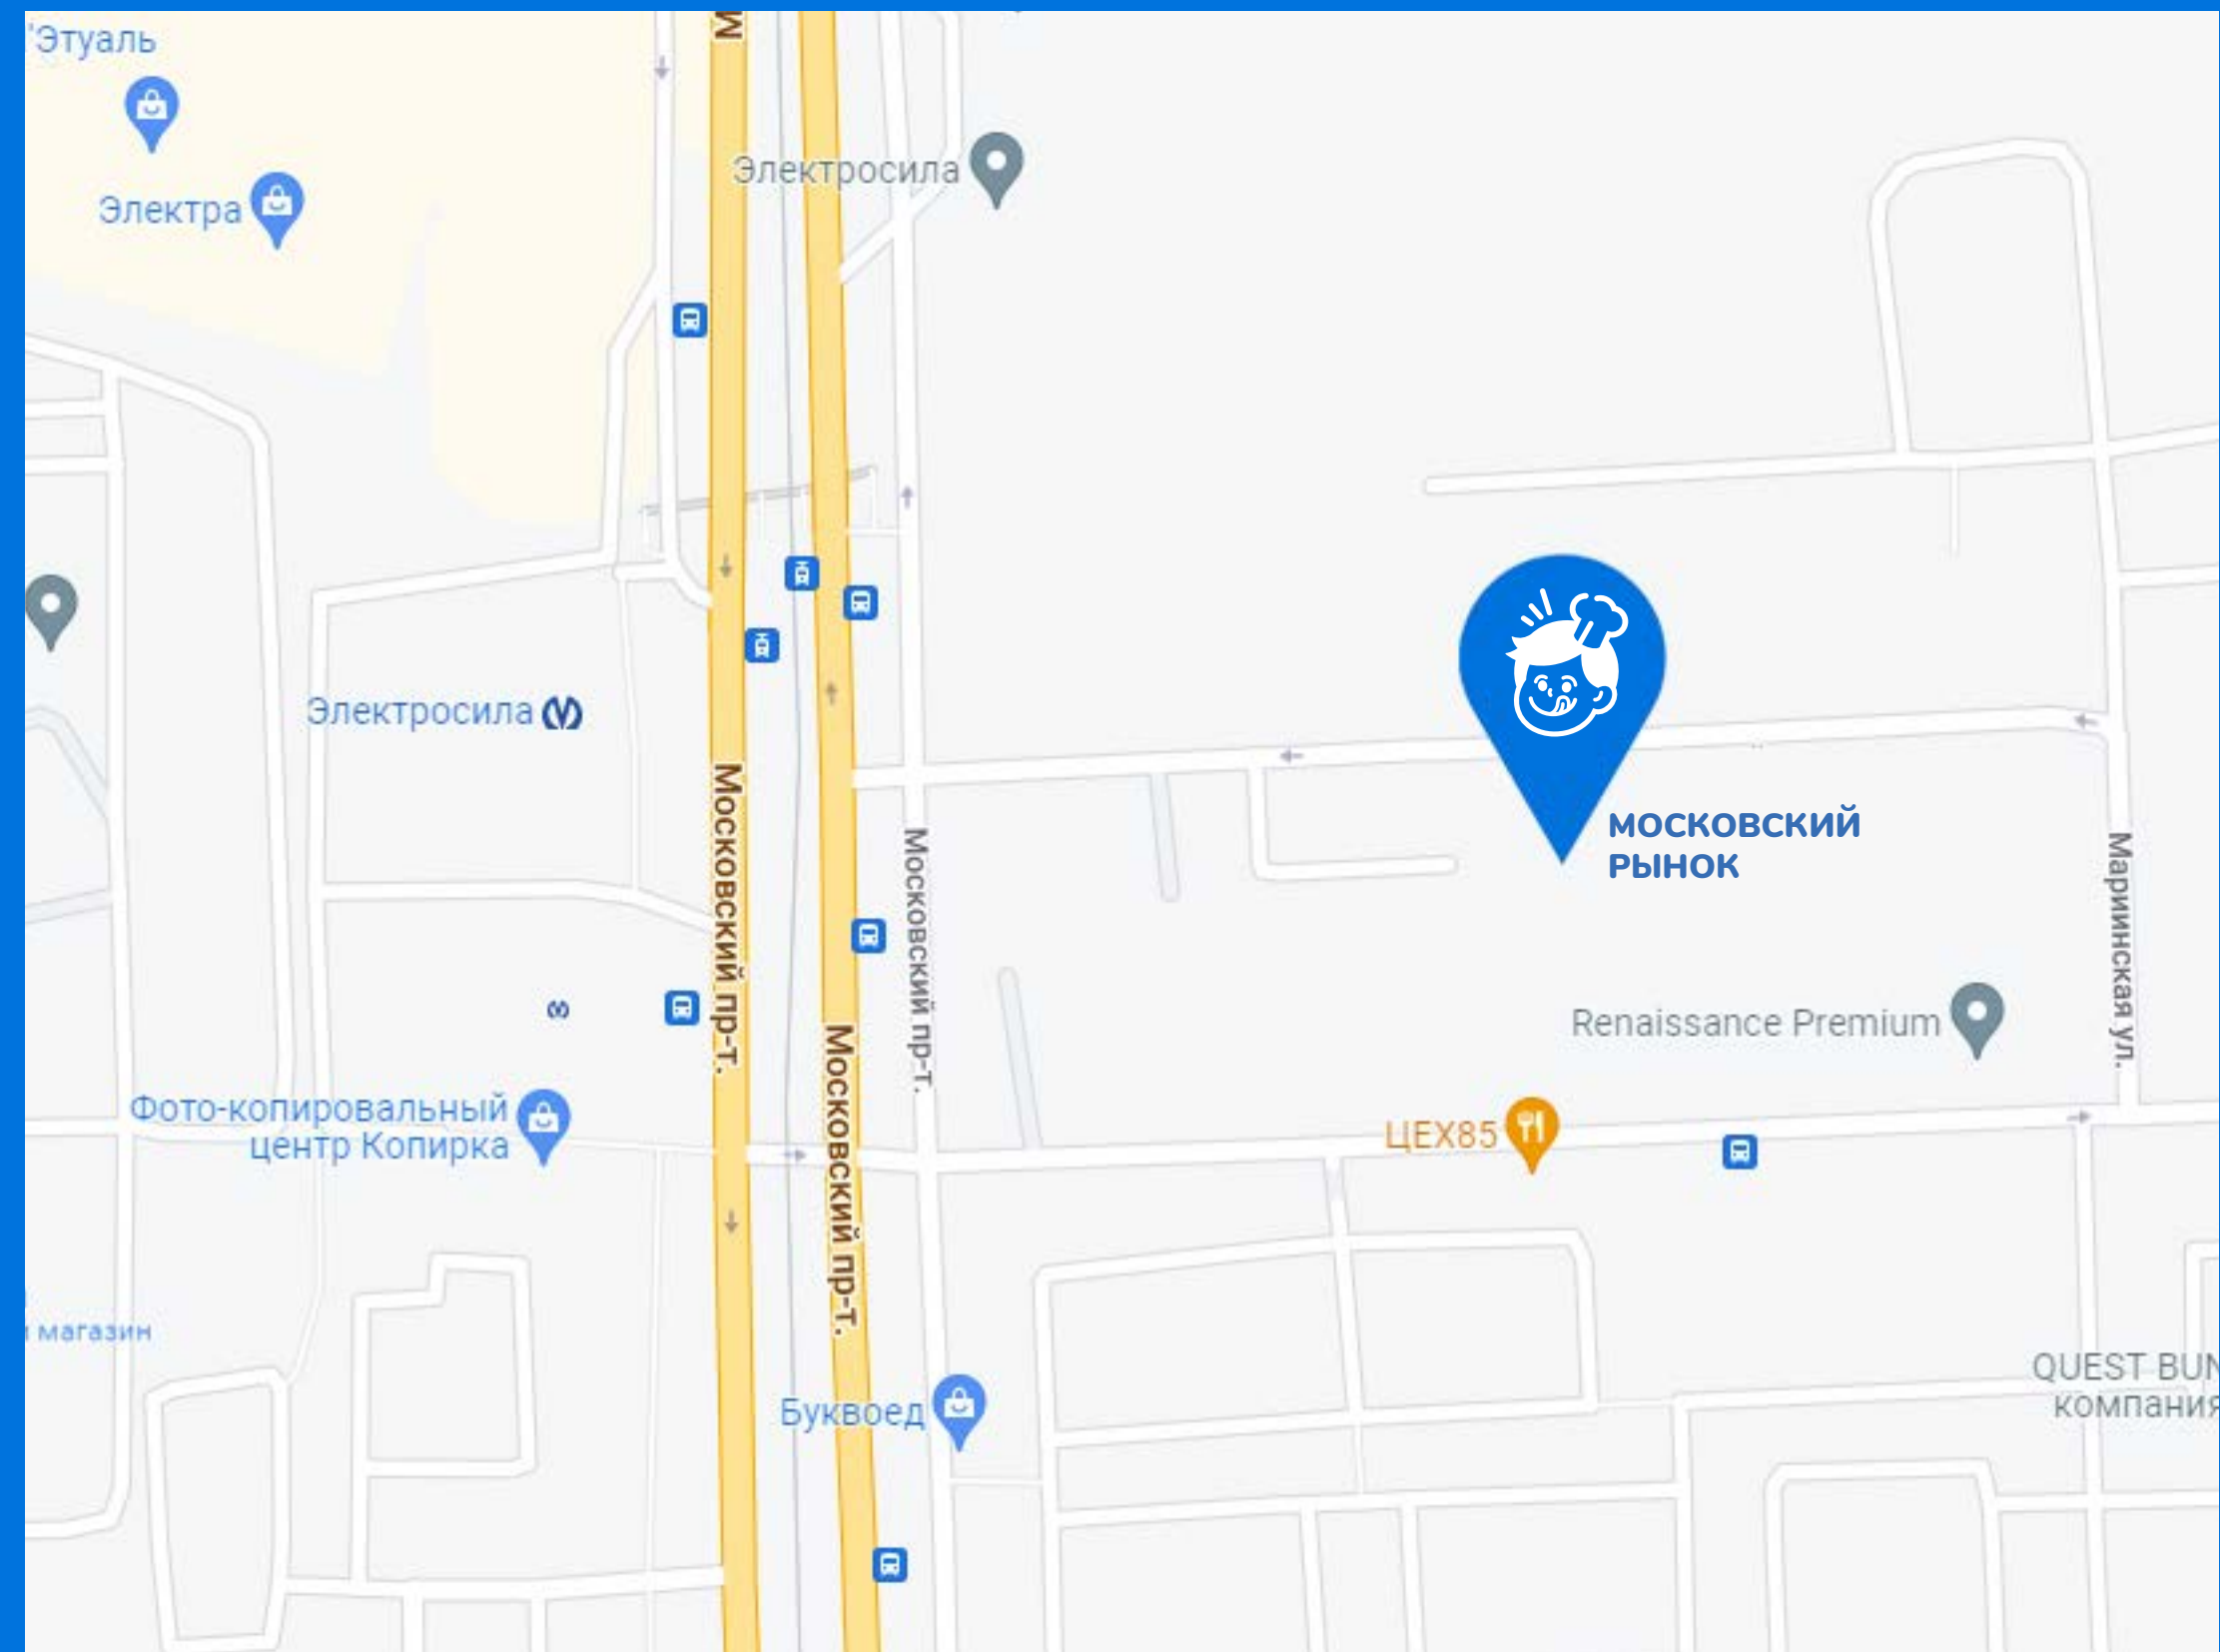 'Этуаль
М
Электросила
Электра
Электросила
Московский пр-т.
МОСКОВСКИЙ
РЫНОК
Московский пр-т.
Мариинская ул.
Renaissance Premium
Московский пр-т.
Фото-копировальный
центр Копирка
ЦЕХ85
магазин
QUEST BUN
компания
Буквоед